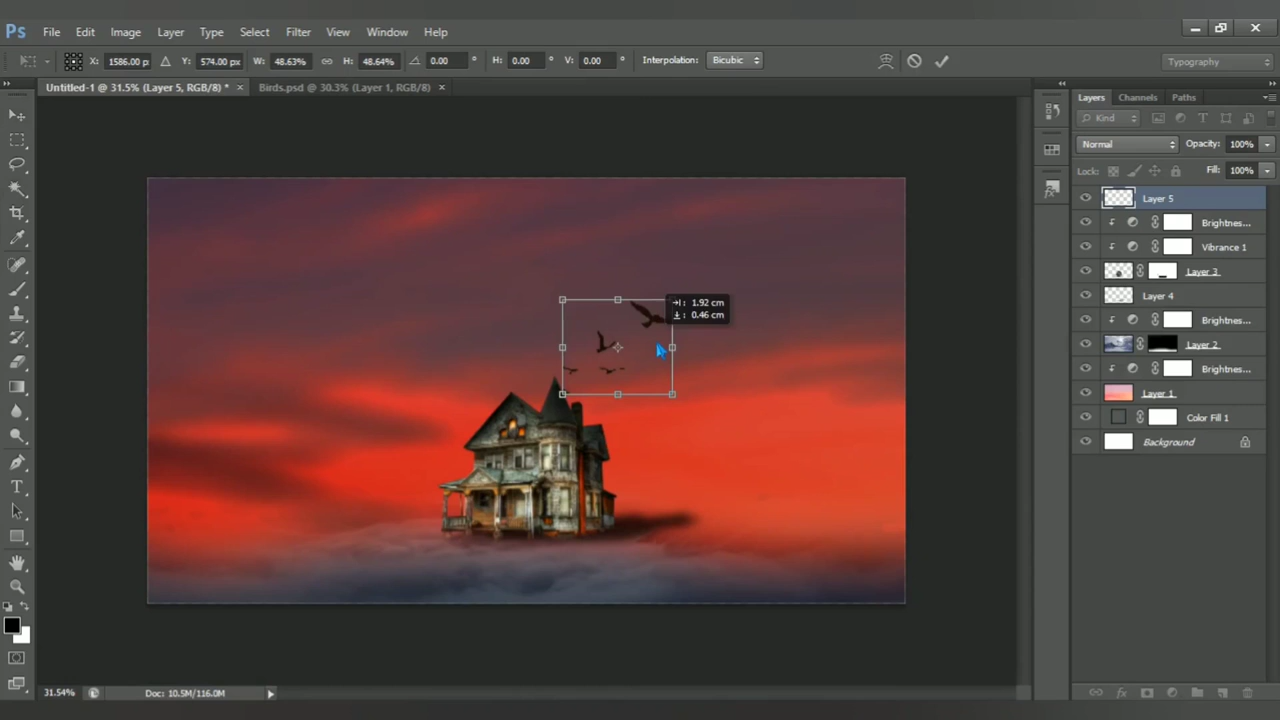 Ps File Edit Image Layer Type Select Filter View Window Help
X: 1586.00 p Y: 574.00 px W: 48.63% H: 48.64% 0.00 ° H: 0.00 ° V: 0.00 ° Interpolation: Bicubic Typography
Untitled-1 @ 31.5% (Layer 5, RGB/8) * × Birds.psd @ 30.3% (Layer 1, RGB/8) ×
Layers Channels Paths
Kind
Normal Opacity: 100%
Lock: Fill: 100%
Layer 5
Brightnes...
Vibrance 1
Layer 3
Layer 4
Brightnes...
Layer 2
Brightnes...
Layer 1
Color Fill 1
Background
→I: 1.92 cm
0.46 cm
31.54% Doc: 10.5M/116.0M